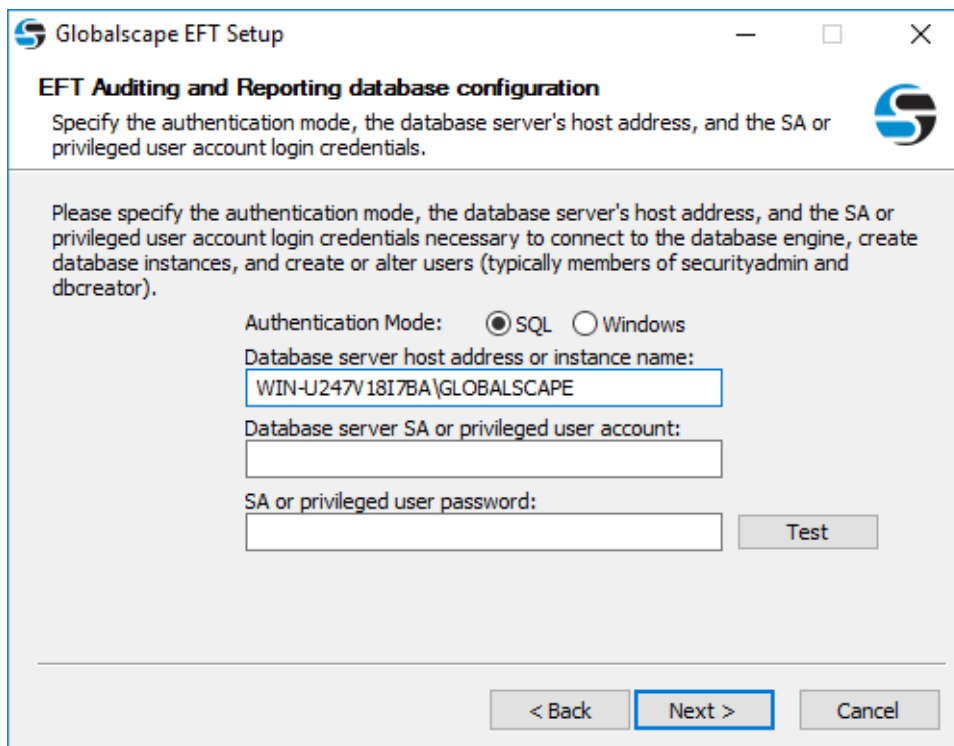 Globalscape EFT Setup
EFT Auditing and Reporting database configuration
Specify the authentication mode, the database server's host address, and the SA or
privileged user account login credentials.
Please specify the authentication mode, the database server's host address, and the SA or
privileged user account login credentials necessary to connect to the database engine, create
database instances, and create or alter users (typically members of securityadmin and
dbcreator).
Authentication Mode: SQL Windows
Database server host address or instance name:
WIN-U247V18I7BA\GLOBALSCAPE
Database server SA or privileged user account:
SA or privileged user password:
Test
< Back Next > Cancel